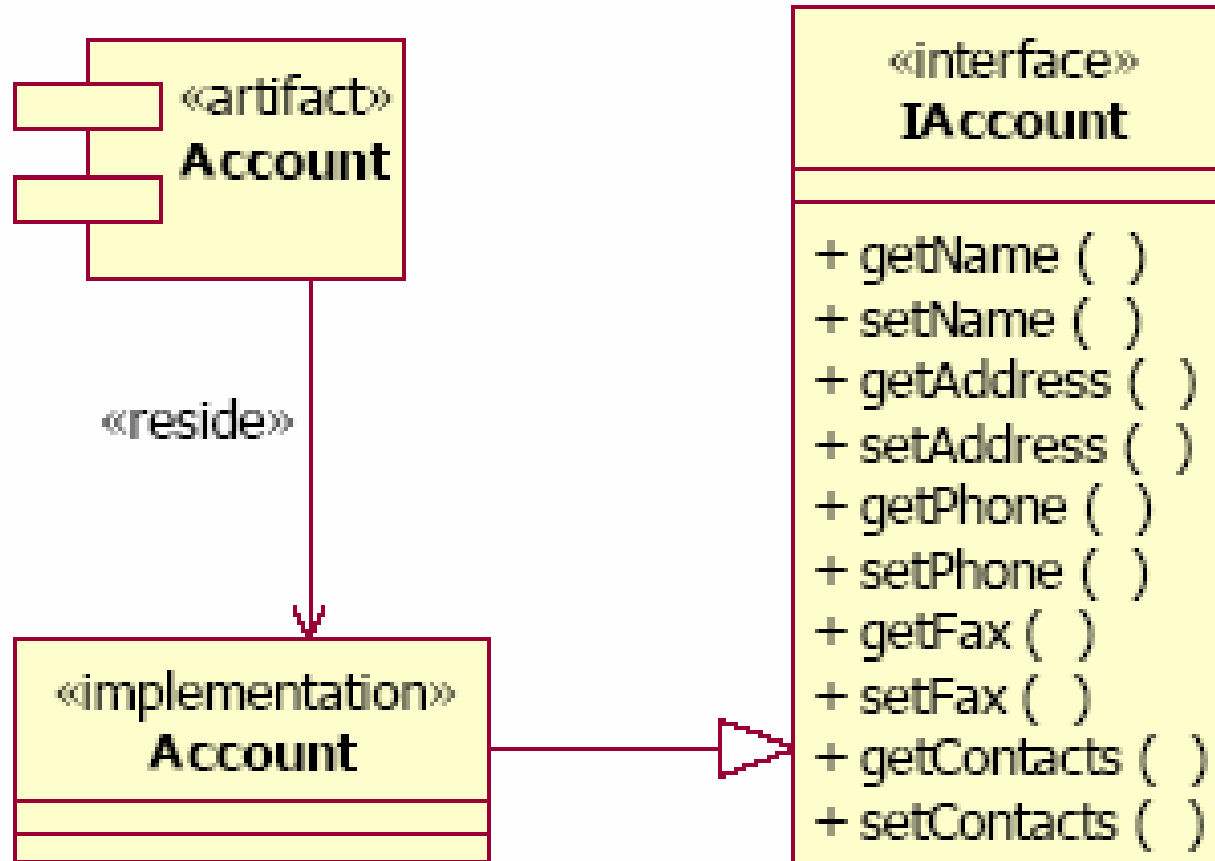 «artifact»
Account
«reside»
«implementation»
Account
«interface»
IAccount
+ getName ( )
+ setName ( )
+ getAddress ( )
+ setAddress ( )
+ getPhone ( )
+ setPhone ( )
+ getFax ( )
+ setFax ( )
+ getContacts ( )
+ setContacts ( )